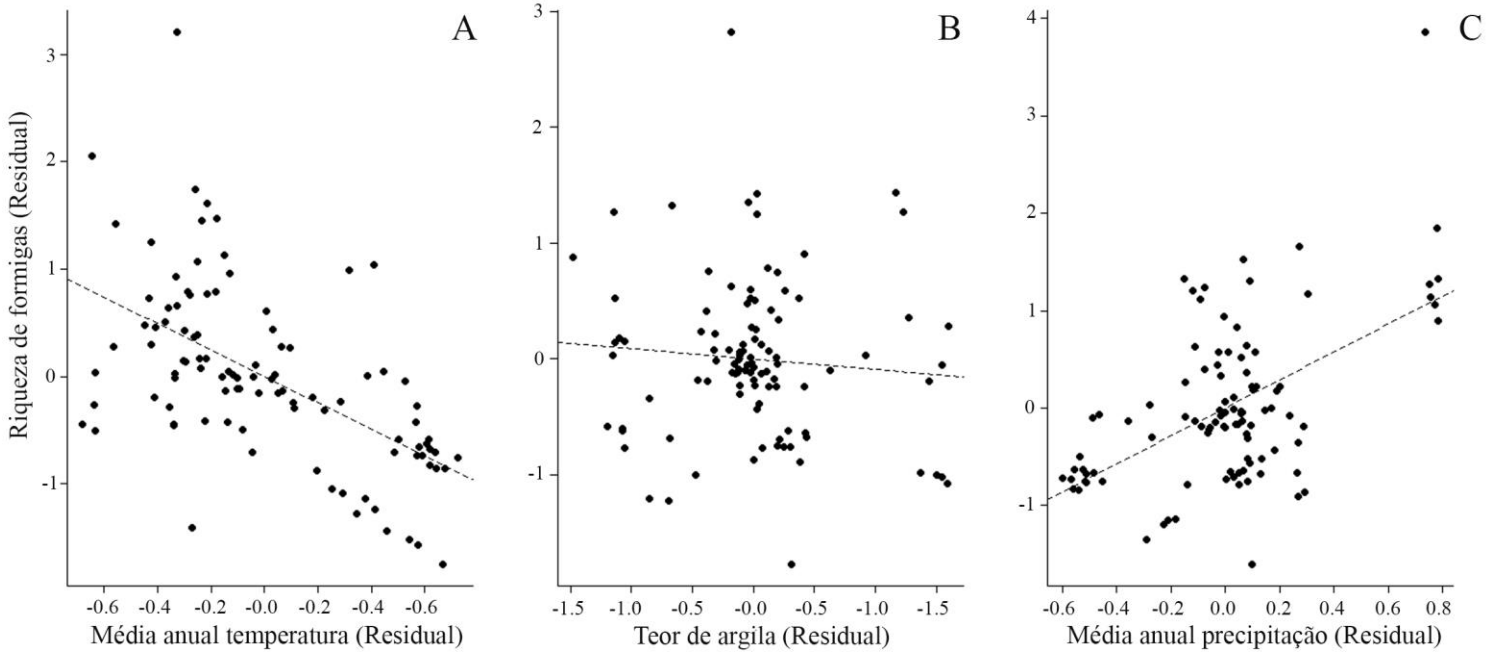 A
B
C
Riqueza de formigas (Residual)
3
2
1
0
-1
-0.6 -0.4 -0.2 -0.0 -0.2 -0.4 -0.6
Média anual temperatura (Residual)
3
2
1
0
-1
-1.5 -1.0 -0.5 -0.0 -0.5 -1.0 -1.5
Teor de argila (Residual)
4
3
2
1
0
-1
-0.6 -0.4 -0.2 0.0 0.2 0.4 0.6 0.8
Média anual precipitação (Residual)